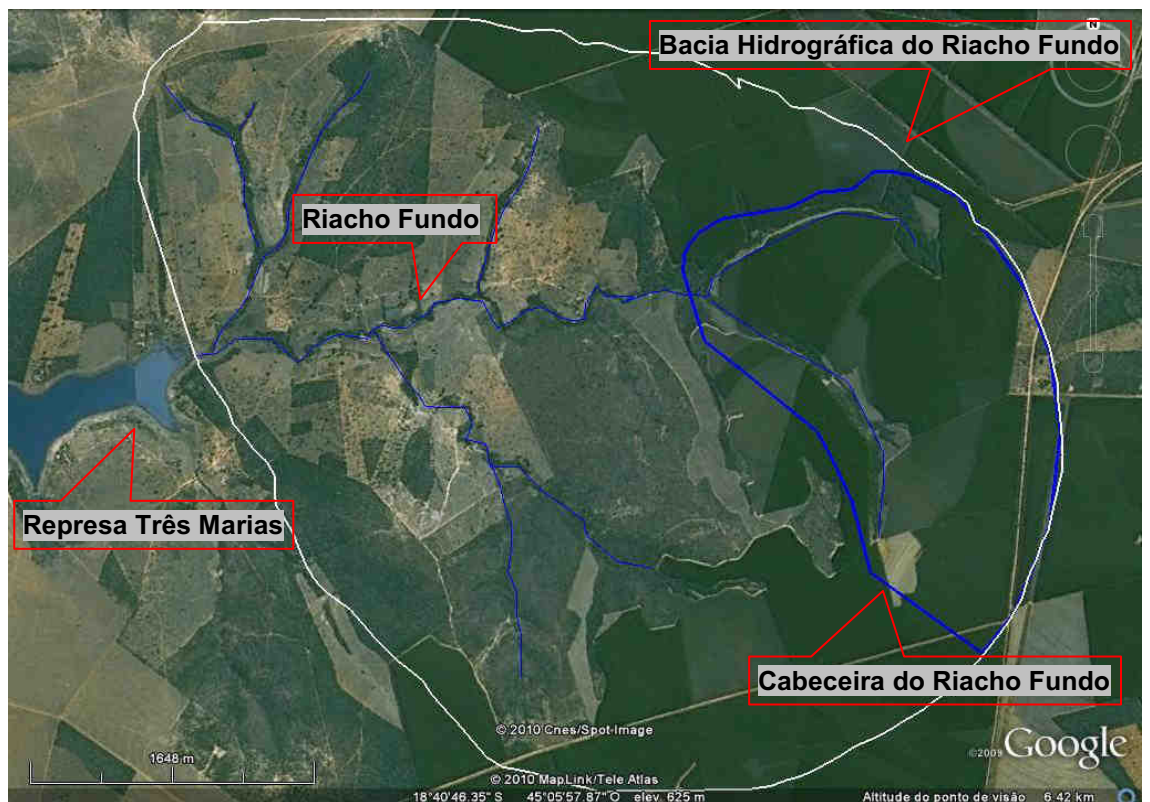 N
Bacia Hidrográfica do Riacho Fundo
Riacho Fundo
Represa Três Marias
Cabeceira do Riacho Fundo
© 2010 Cnes/Spot Image
©2009 Google
1648 m
© 2010 MapLink/Tele Atlas
18°40'46.35" S 45°05'57.87" O elev. 625 m Altitude do ponto de visão 6.42 km